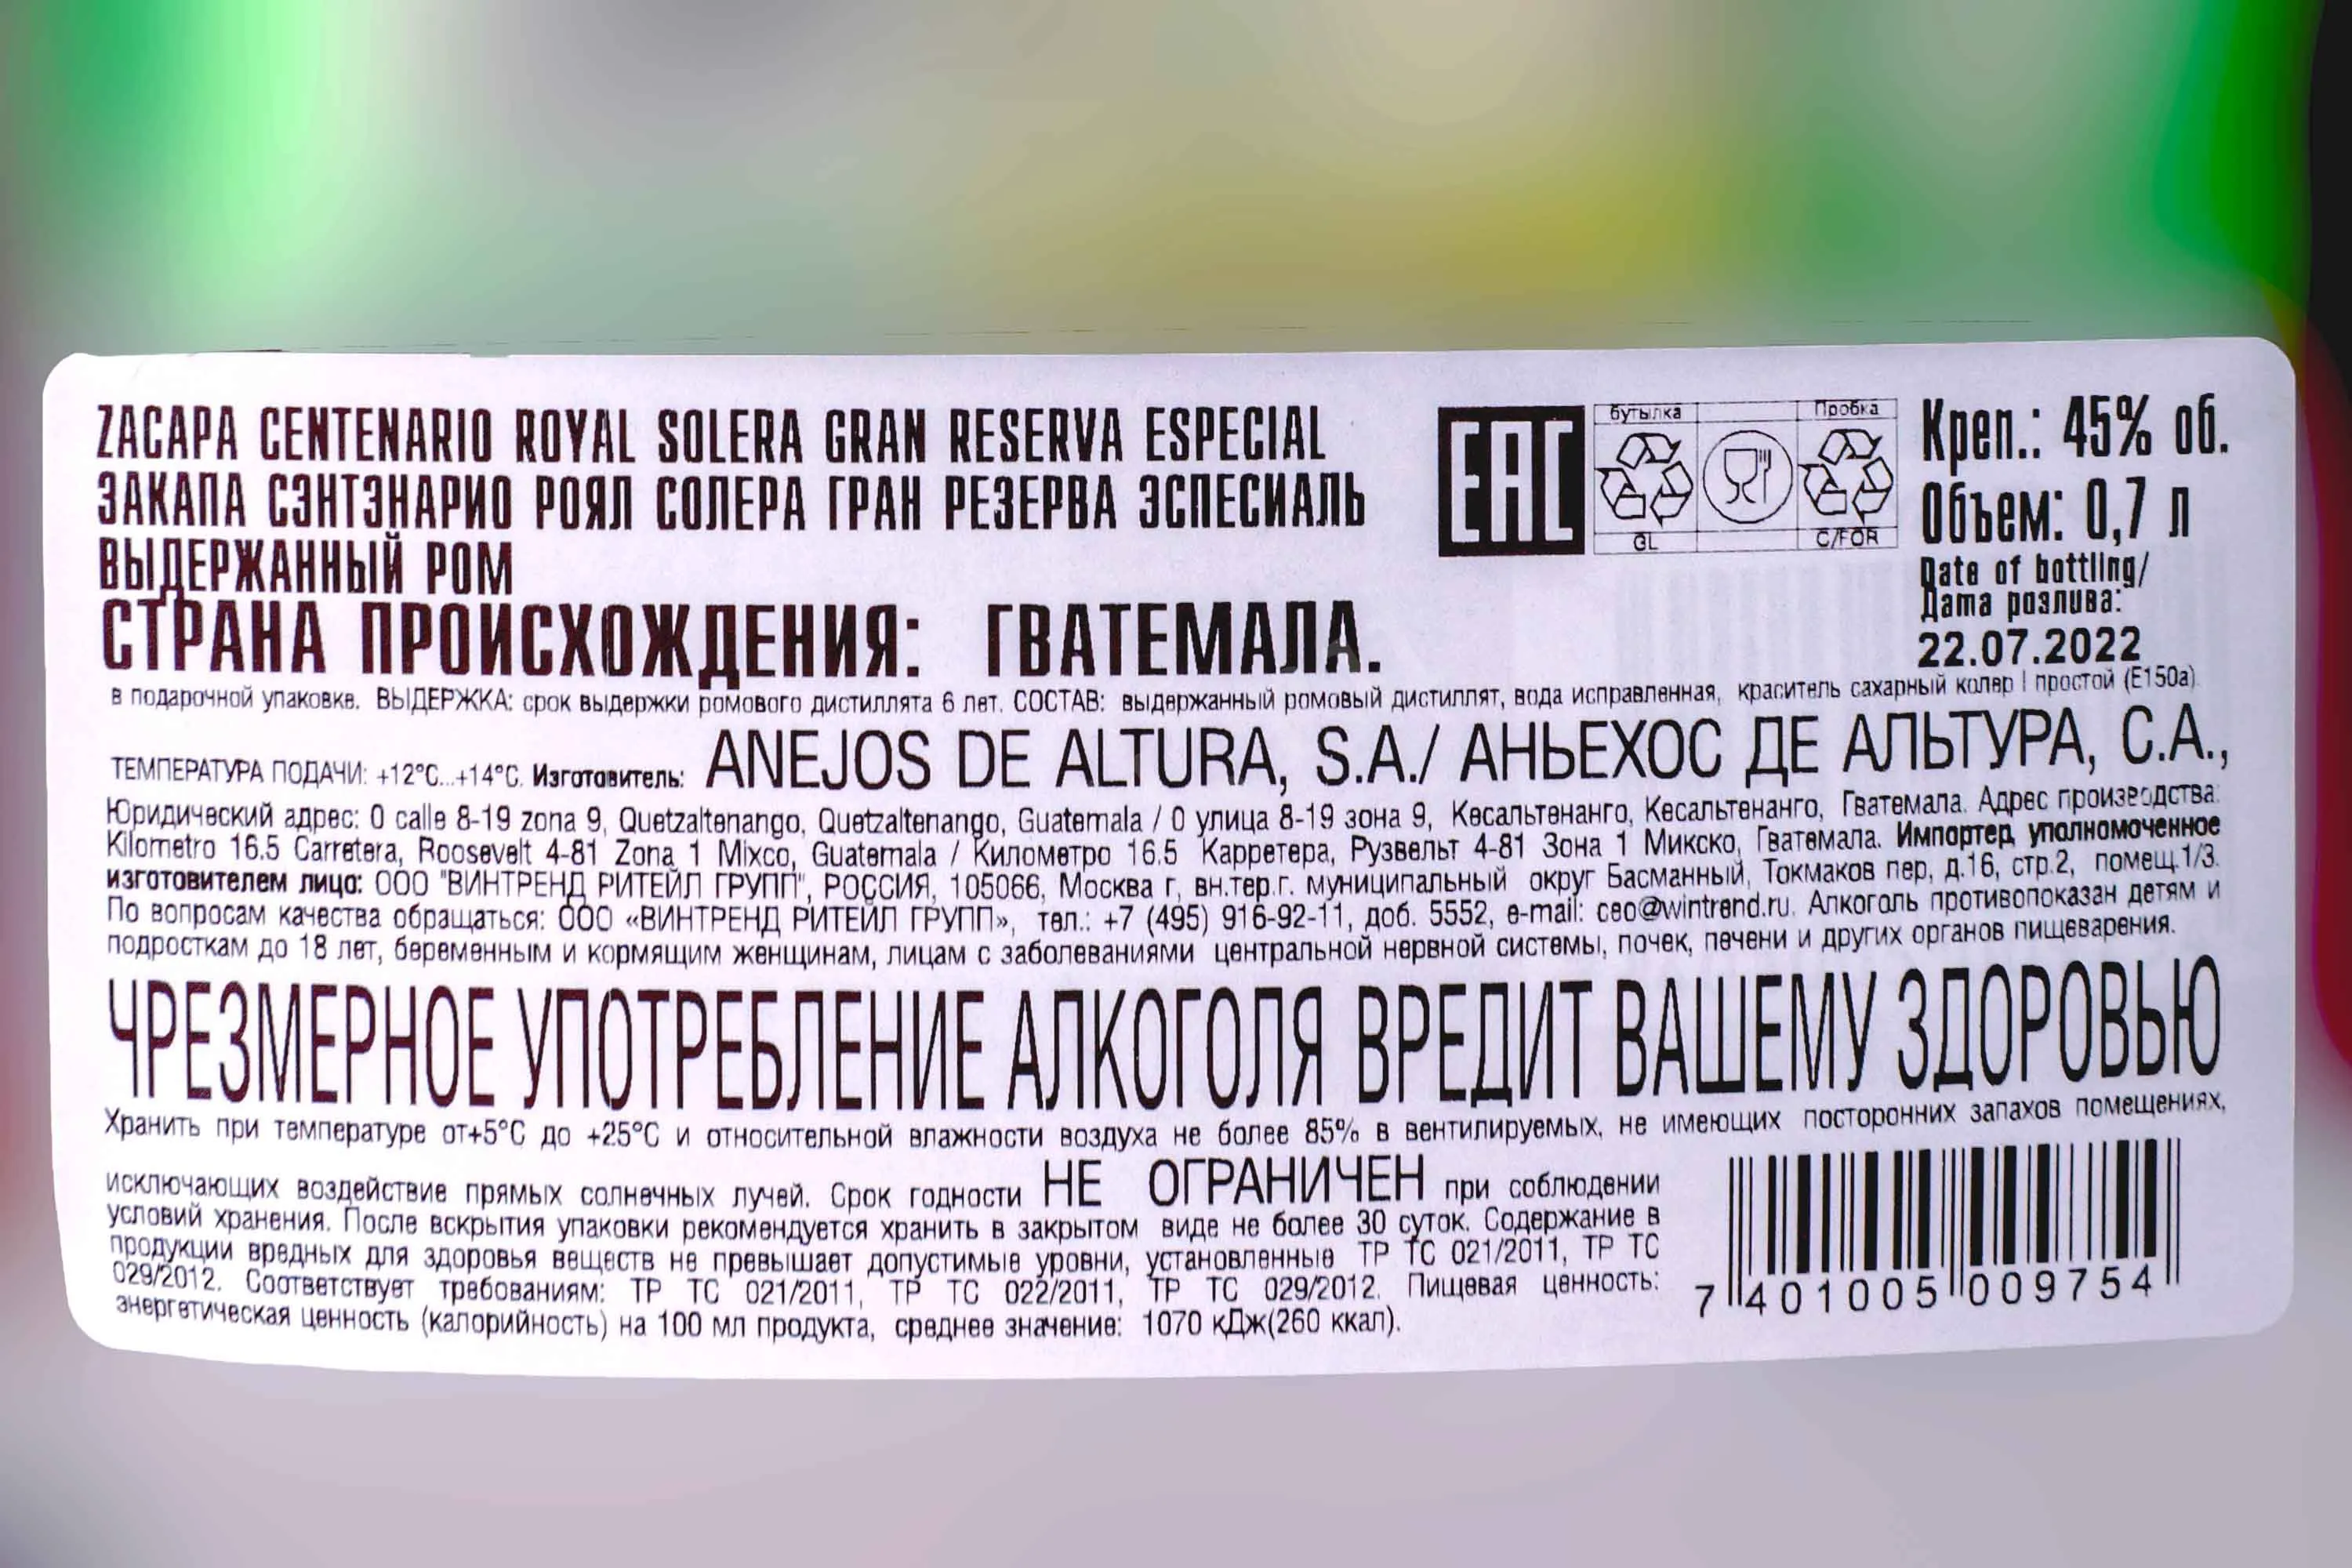 ZACAPA CENTENARIO ROYAL SOLERA GRAN RESERVA ESPECIAL
ЗАКАПА СЭНТЭНАРИО РОЯЛ СОЛЕРА ГРАН РЕЗЕРВА ЭСПЕСИАЛЬ
ВЫДЕРЖАННЫЙ РОМ
СТРАНА ПРОИСХОЖДЕНИЯ: ГВАТЕМАЛА.
EAC
бутылка
GL
Пробка
C/FOR
Креп.: 45% об.
Объем: 0,7 л
Date of bottling/
Дата розлива:
22.07.2022
в подарочной упаковке. ВЫДЕРЖКА: срок выдержки ромового дистиллята 6 лет. СОСТАВ: выдержанный ромовый дистиллят, вода исправленная, краситель сахарный колер I простой (Е150а)
ТЕМПЕРАТУРА ПОДАЧИ: +12°С...+14°С. Изготовитель: ANEJOS DE ALTURA, S.A./ АНЬЕХОС ДЕ АЛЬТУРА, С.А.,
Юридический адрес: 0 calle 8-19 zona 9, Quetzaltenango, Quetzaltenango, Guatemala / 0 улица 8-19 зона 9, Кесальтенанго, Кесальтенанго, Гватемала. Адрес производства:
Kilometro 16.5 Carretera, Roosevelt 4-81 Zona 1 Mixco, Guatemala / Километро 16.5 Карретера, Рузвельт 4-81 Зона 1 Микско, Гватемала. Импортер, уполномоченное
изготовителем лицо: ООО "ВИНТРЕНД РИТЕЙЛ ГРУПП", РОССИЯ, 105066, Москва г, вн.тер.г. муниципальный округ Басманный, Токмаков пер, д.16, стр.2, помещ.1/3.
По вопросам качества обращаться: ООО «ВИНТРЕНД РИТЕЙЛ ГРУПП», тел.: +7 (495) 916-92-11, доб. 5552, e-mail: ceo@wintrend.ru. Алкоголь противопоказан детям и
подросткам до 18 лет, беременным и кормящим женщинам, лицам с заболеваниями центральной нервной системы, почек, печени и других органов пищеварения.
ЧРЕЗМЕРНОЕ УПОТРЕБЛЕНИЕ АЛКОГОЛЯ ВРЕДИТ ВАШЕМУ ЗДОРОВЬЮ
Хранить при температуре от+5°С до +25°С и относительной влажности воздуха не более 85% в вентилируемых, не имеющих посторонних запахов помещениях,
исключающих воздействие прямых солнечных лучей. Срок годности НЕ ОГРАНИЧЕН при соблюдении
условий хранения. После вскрытия упаковки рекомендуется хранить в закрытом виде не более 30 суток. Содержание в
продукции вредных для здоровья веществ не превышает допустимые уровни, установленные ТР ТС 021/2011, ТР ТС
029/2012. Соответствует требованиям: ТР ТС 021/2011, ТР ТС 022/2011, ТР ТС 029/2012. Пищевая ценность:
энергетическая ценность (калорийность) на 100 мл продукта, среднее значение: 1070 кДж(260 ккал).
7 401005 009754